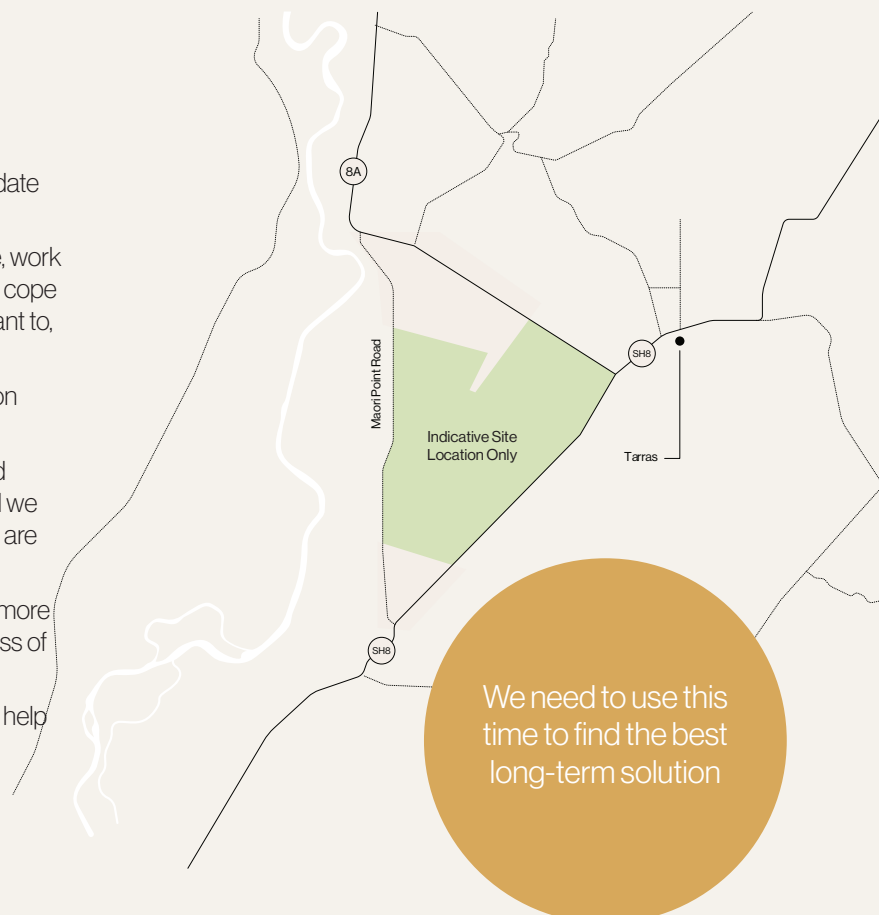 date
, work
cope
ant to,
on
d
l we
are
more
ss of
help
8A
Maori Point Road
SH8
Indicative Site
Location Only
Tarras
SH8
We need to use this
time to find the best
long-term solution